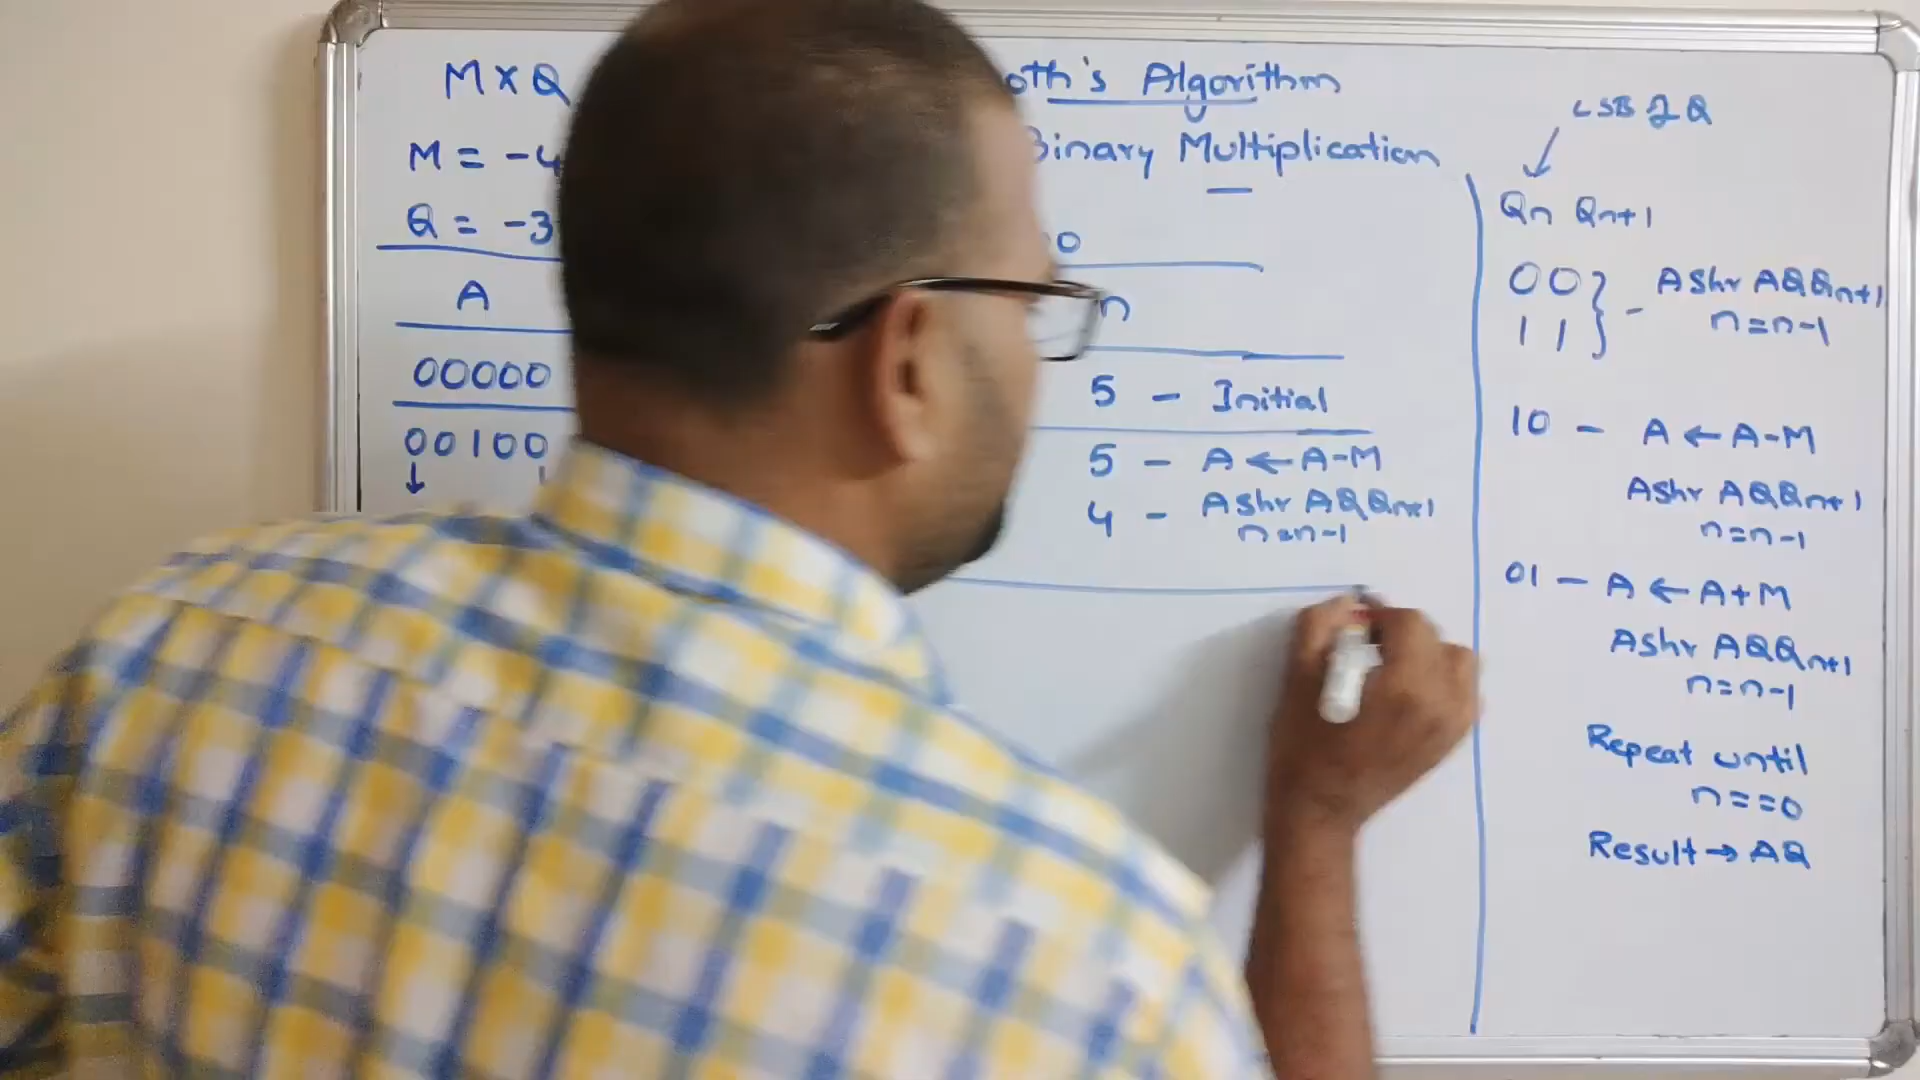 M x Q
M = -4
Q = -3
A
00000
00100
Algorithm
Binary Multiplication
0
n
5 - Initial
5 - A ← A-M
4 - Ashr AQQn+1
n=n-1
LSB of Q
Qn Qn+1
00
11
} - Ashr AQQn+1
n=n-1
10 - A ← A-M
Ashr AQQn+1
n=n-1
01 - A ← A+M
Ashr AQQn+1
n=n-1
Repeat until
n==0
Result → AQ